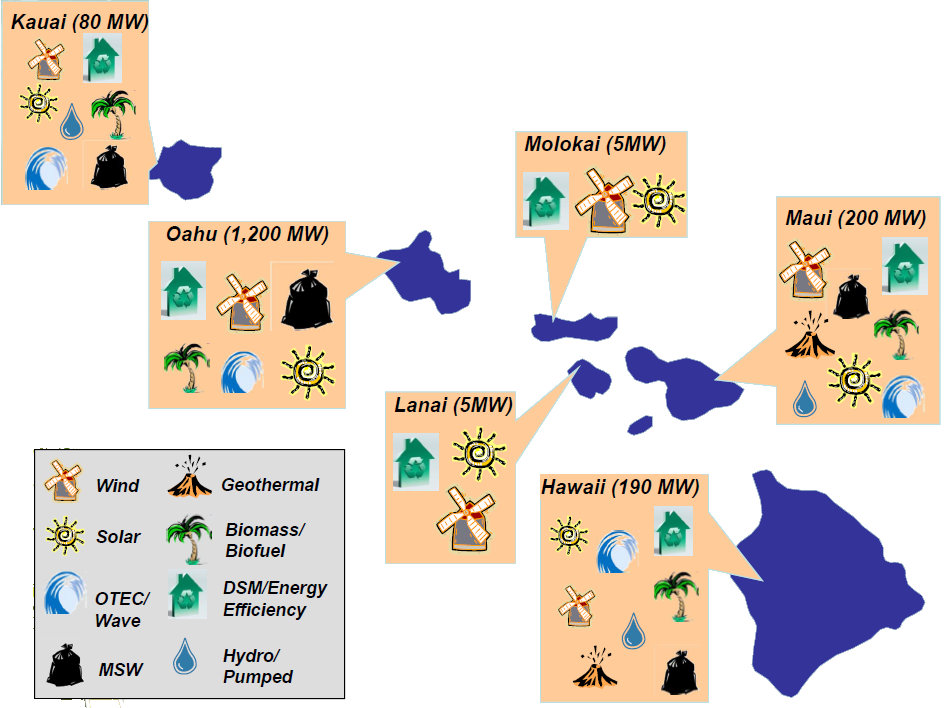 Kauai (80 MW)
Molokai (5MW)
Maui (200 MW)
Oahu (1,200 MW)
Lanai (5MW)
Hawaii (190 MW)
Wind
Geothermal
Solar
Biomass/
Biofuel
OTEC/
Wave
DSM/Energy
Efficiency
MSW
Hydro/
Pumped